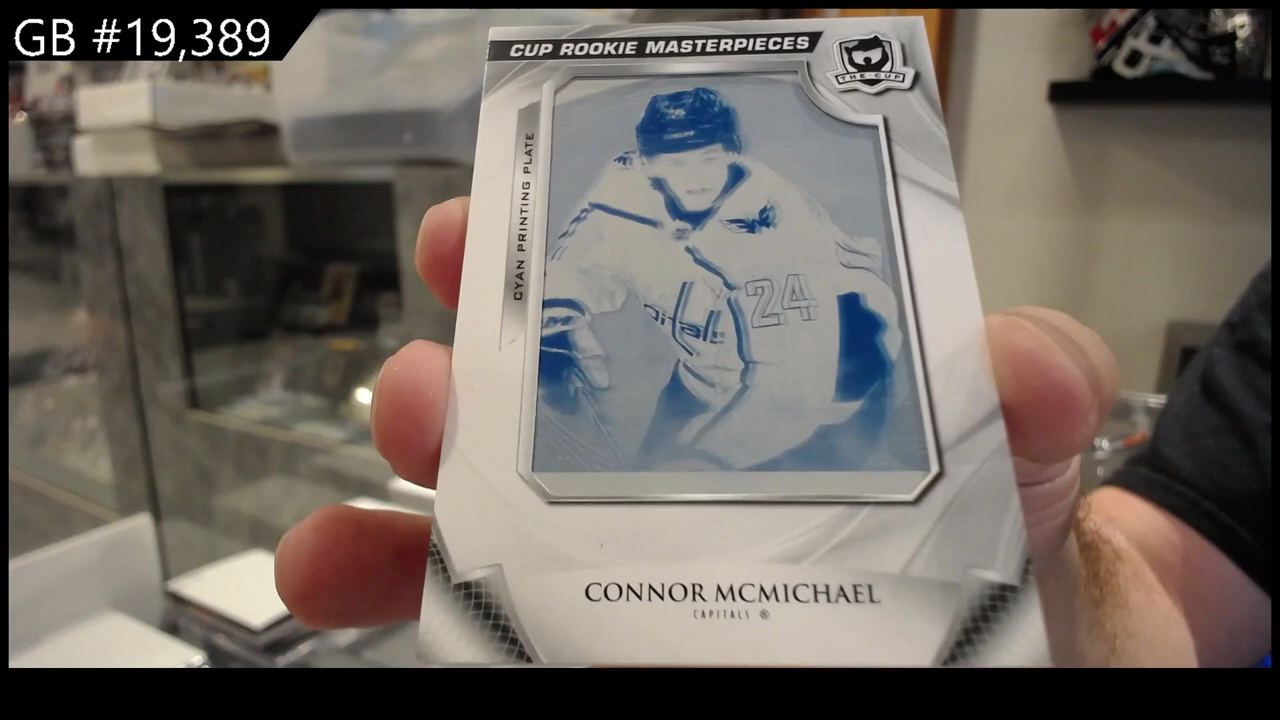 GB #19,389
CUP ROOKIE MASTERPIECES
THE CUP
CYAN PRINTING PLATE
24
CONNOR MCMICHAEL
CAPITALS ®